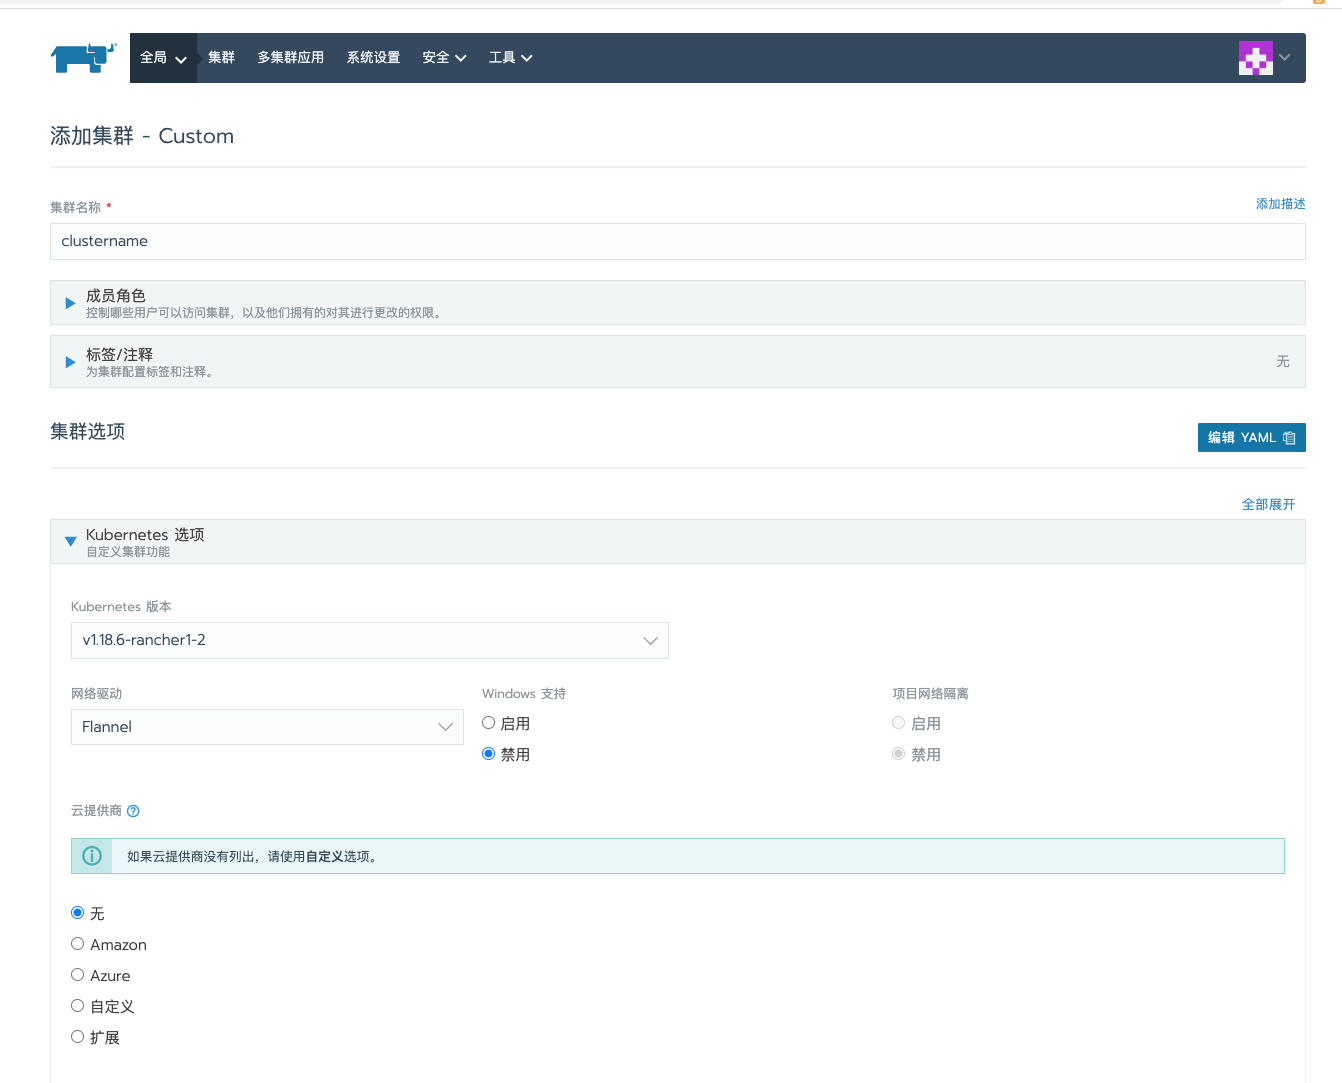 全局 集群 多集群应用 系统设置 安全 工具
添加集群 - Custom
集群名称 *
添加描述
clustername
成员角色
控制哪些用户可以访问集群，以及他们拥有的对其进行更改的权限。
标签/注释
为集群配置标签和注释。
无
集群选项
编辑 YAML
全部展开
Kubernetes 选项
自定义集群功能
Kubernetes 版本
v1.18.6-rancher1-2
网络驱动
Flannel
Windows 支持
启用
禁用
项目网络隔离
启用
禁用
云提供商
如果云提供商没有列出，请使用自定义选项。
无
Amazon
Azure
自定义
扩展